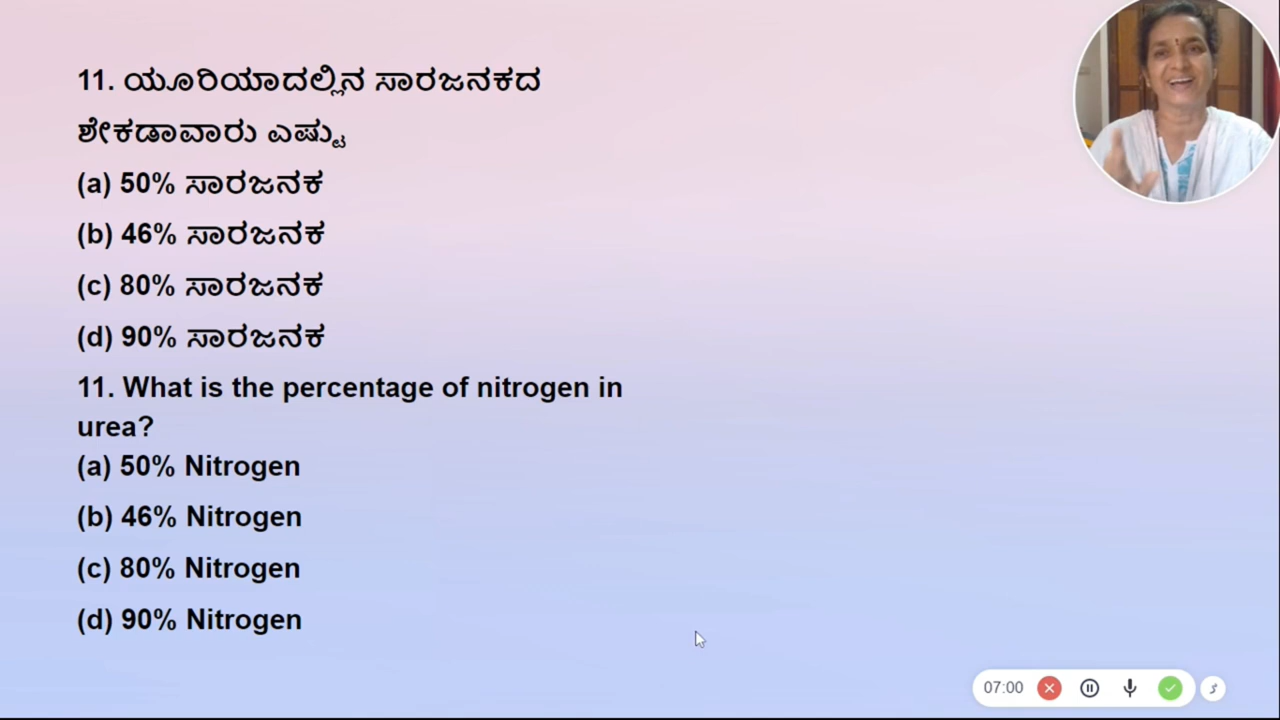 11. ಯೂರಿಯಾದಲ್ಲಿನ ಸಾರಜನಕದ
ಶೇಕಡಾವಾರು ಎಷ್ಟು
(a) 50% ಸಾರಜನಕ
(b) 46% ಸಾರಜನಕ
(c) 80% ಸಾರಜನಕ
(d) 90% ಸಾರಜನಕ
11. What is the percentage of nitrogen in
urea?
(a) 50% Nitrogen
(b) 46% Nitrogen
(c) 80% Nitrogen
(d) 90% Nitrogen
07:00